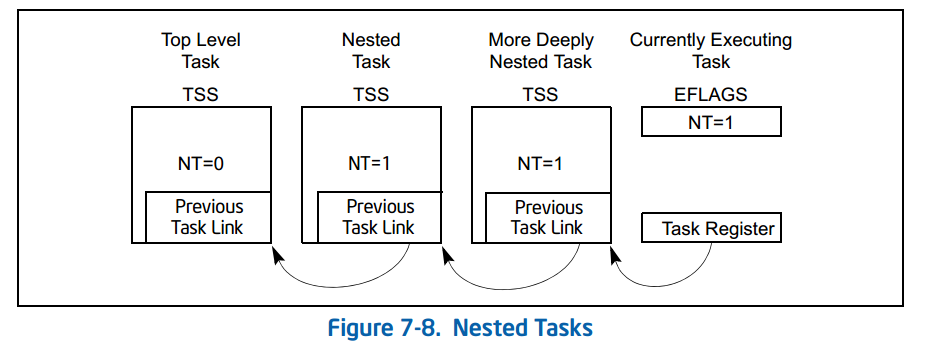 Top Level
Task
TSS
NT=0
Previous
Task Link
Nested
Task
TSS
NT=1
Previous
Task Link
More Deeply
Nested Task
TSS
NT=1
Previous
Task Link
Currently Executing
Task
EFLAGS
NT=1
Task Register
Figure 7-8. Nested Tasks